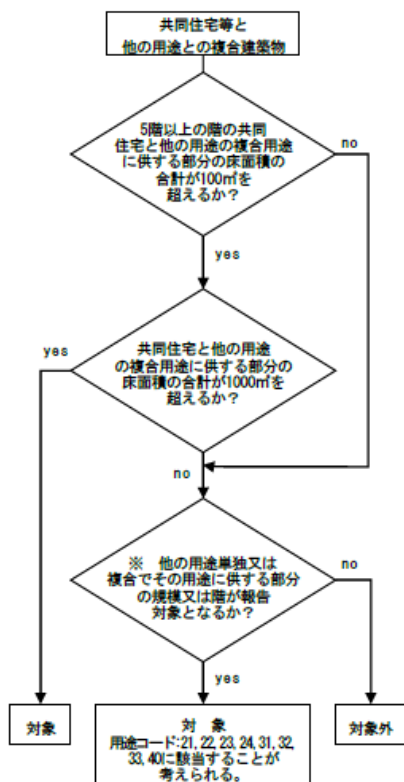 共同住宅等と
他の用途との複合建築物
5階以上の階の共同
住宅と他の用途の複合用途
に供する部分の床面積の
合計が100㎡を
超えるか？
no
yes
yes
共同住宅と他の用途
の複合用途に供する部分の
床面積の合計が1000㎡を
超えるか？
no
※　他の用途単独又は
複合でその用途に供する部分
の規模又は階が報告
対象となるか？
no
yes
対象
対　象
用途コード:21, 22, 23, 24, 31, 32,
33, 40に該当することが
考えられる。
対象外